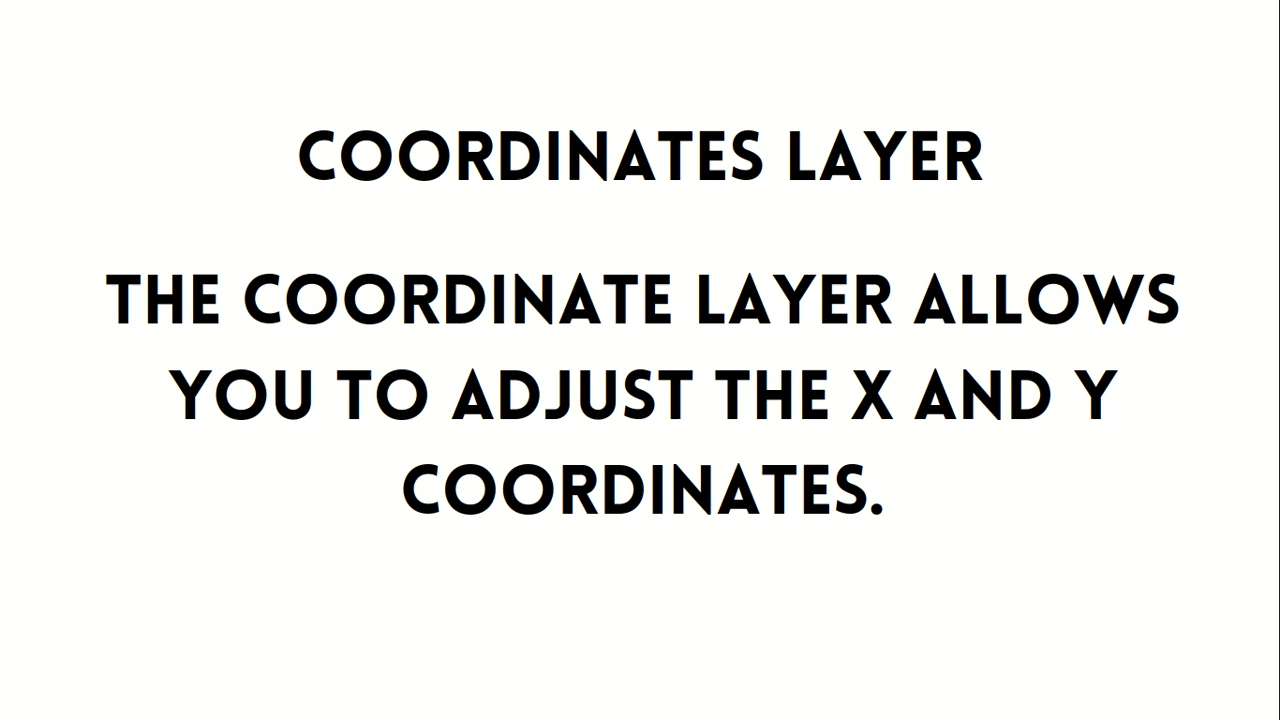 COORDINATES LAYER
THE COORDINATE LAYER ALLOWS
YOU TO ADJUST THE X AND Y
COORDINATES.